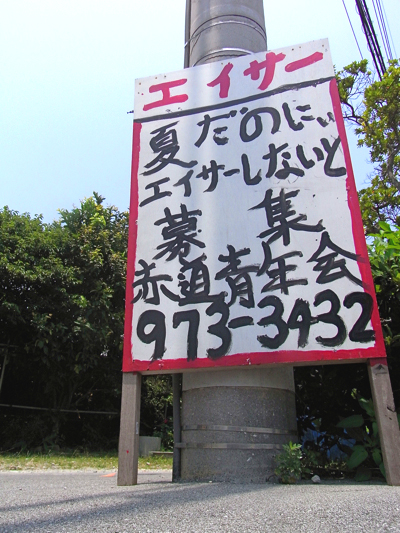 エイサー
夏だのにぃ
エイサーしないと
募集
赤道青年会
973-3432